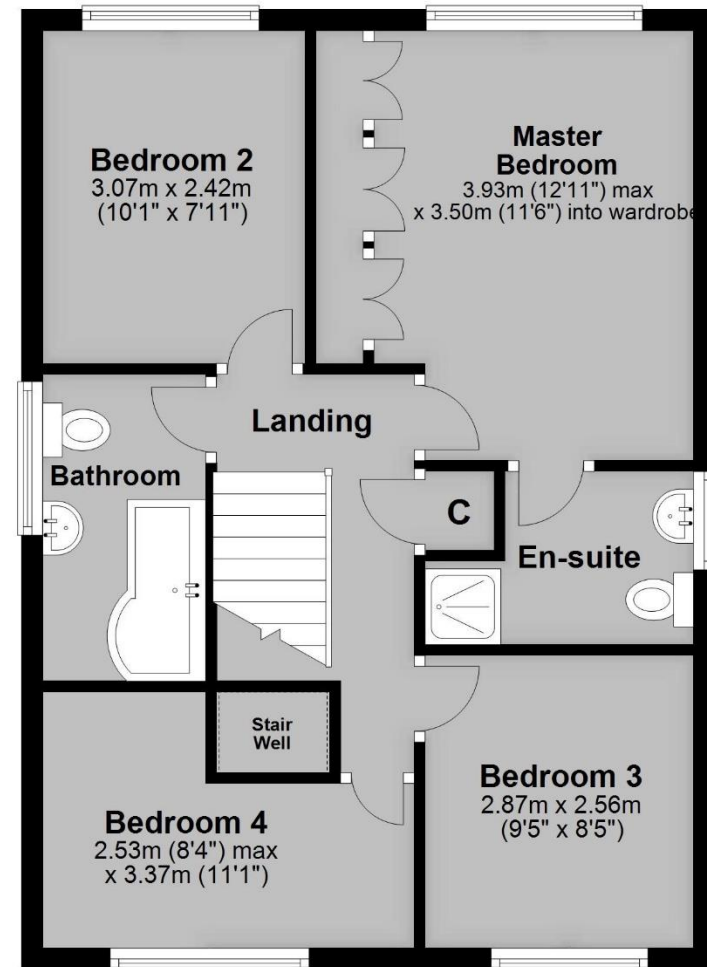 Bedroom 2
3.07m x 2.42m
(10'1" x 7'11")
Master
Bedroom
3.93m (12'11") max
x 3.50m (11'6") into wardrobe
Landing
Bathroom
C
En-suite
Stair
Well
Bedroom 3
2.87m x 2.56m
(9'5" x 8'5")
Bedroom 4
2.53m (8'4") max
x 3.37m (11'1")